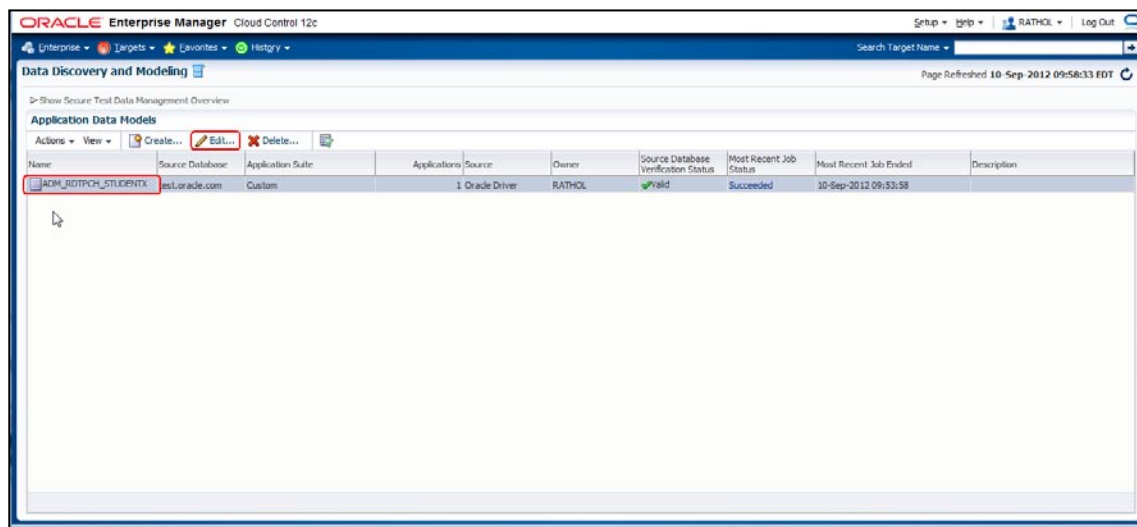 ORACLE Enterprise Manager Cloud Control 12c
Setup Help RATHOL Log Out
Enterprise Targets Favorites History
Search Target Name
Data Discovery and Modeling
Page Refreshed 10-Sep-2012 09:58:33 EDT
Show Secure Test Data Management Overview
Application Data Models
Actions View Create... Edit... Delete...
Name Source Database Application Suite Applications Source Owner Source Database Verification Status Most Recent Job Status Most Recent Job Ended Description
ADM_RDTPCH_STUDENTX test.oracle.com Custom 1 Oracle Driver RATHOL Valid Succeeded 10-Sep-2012 09:53:58